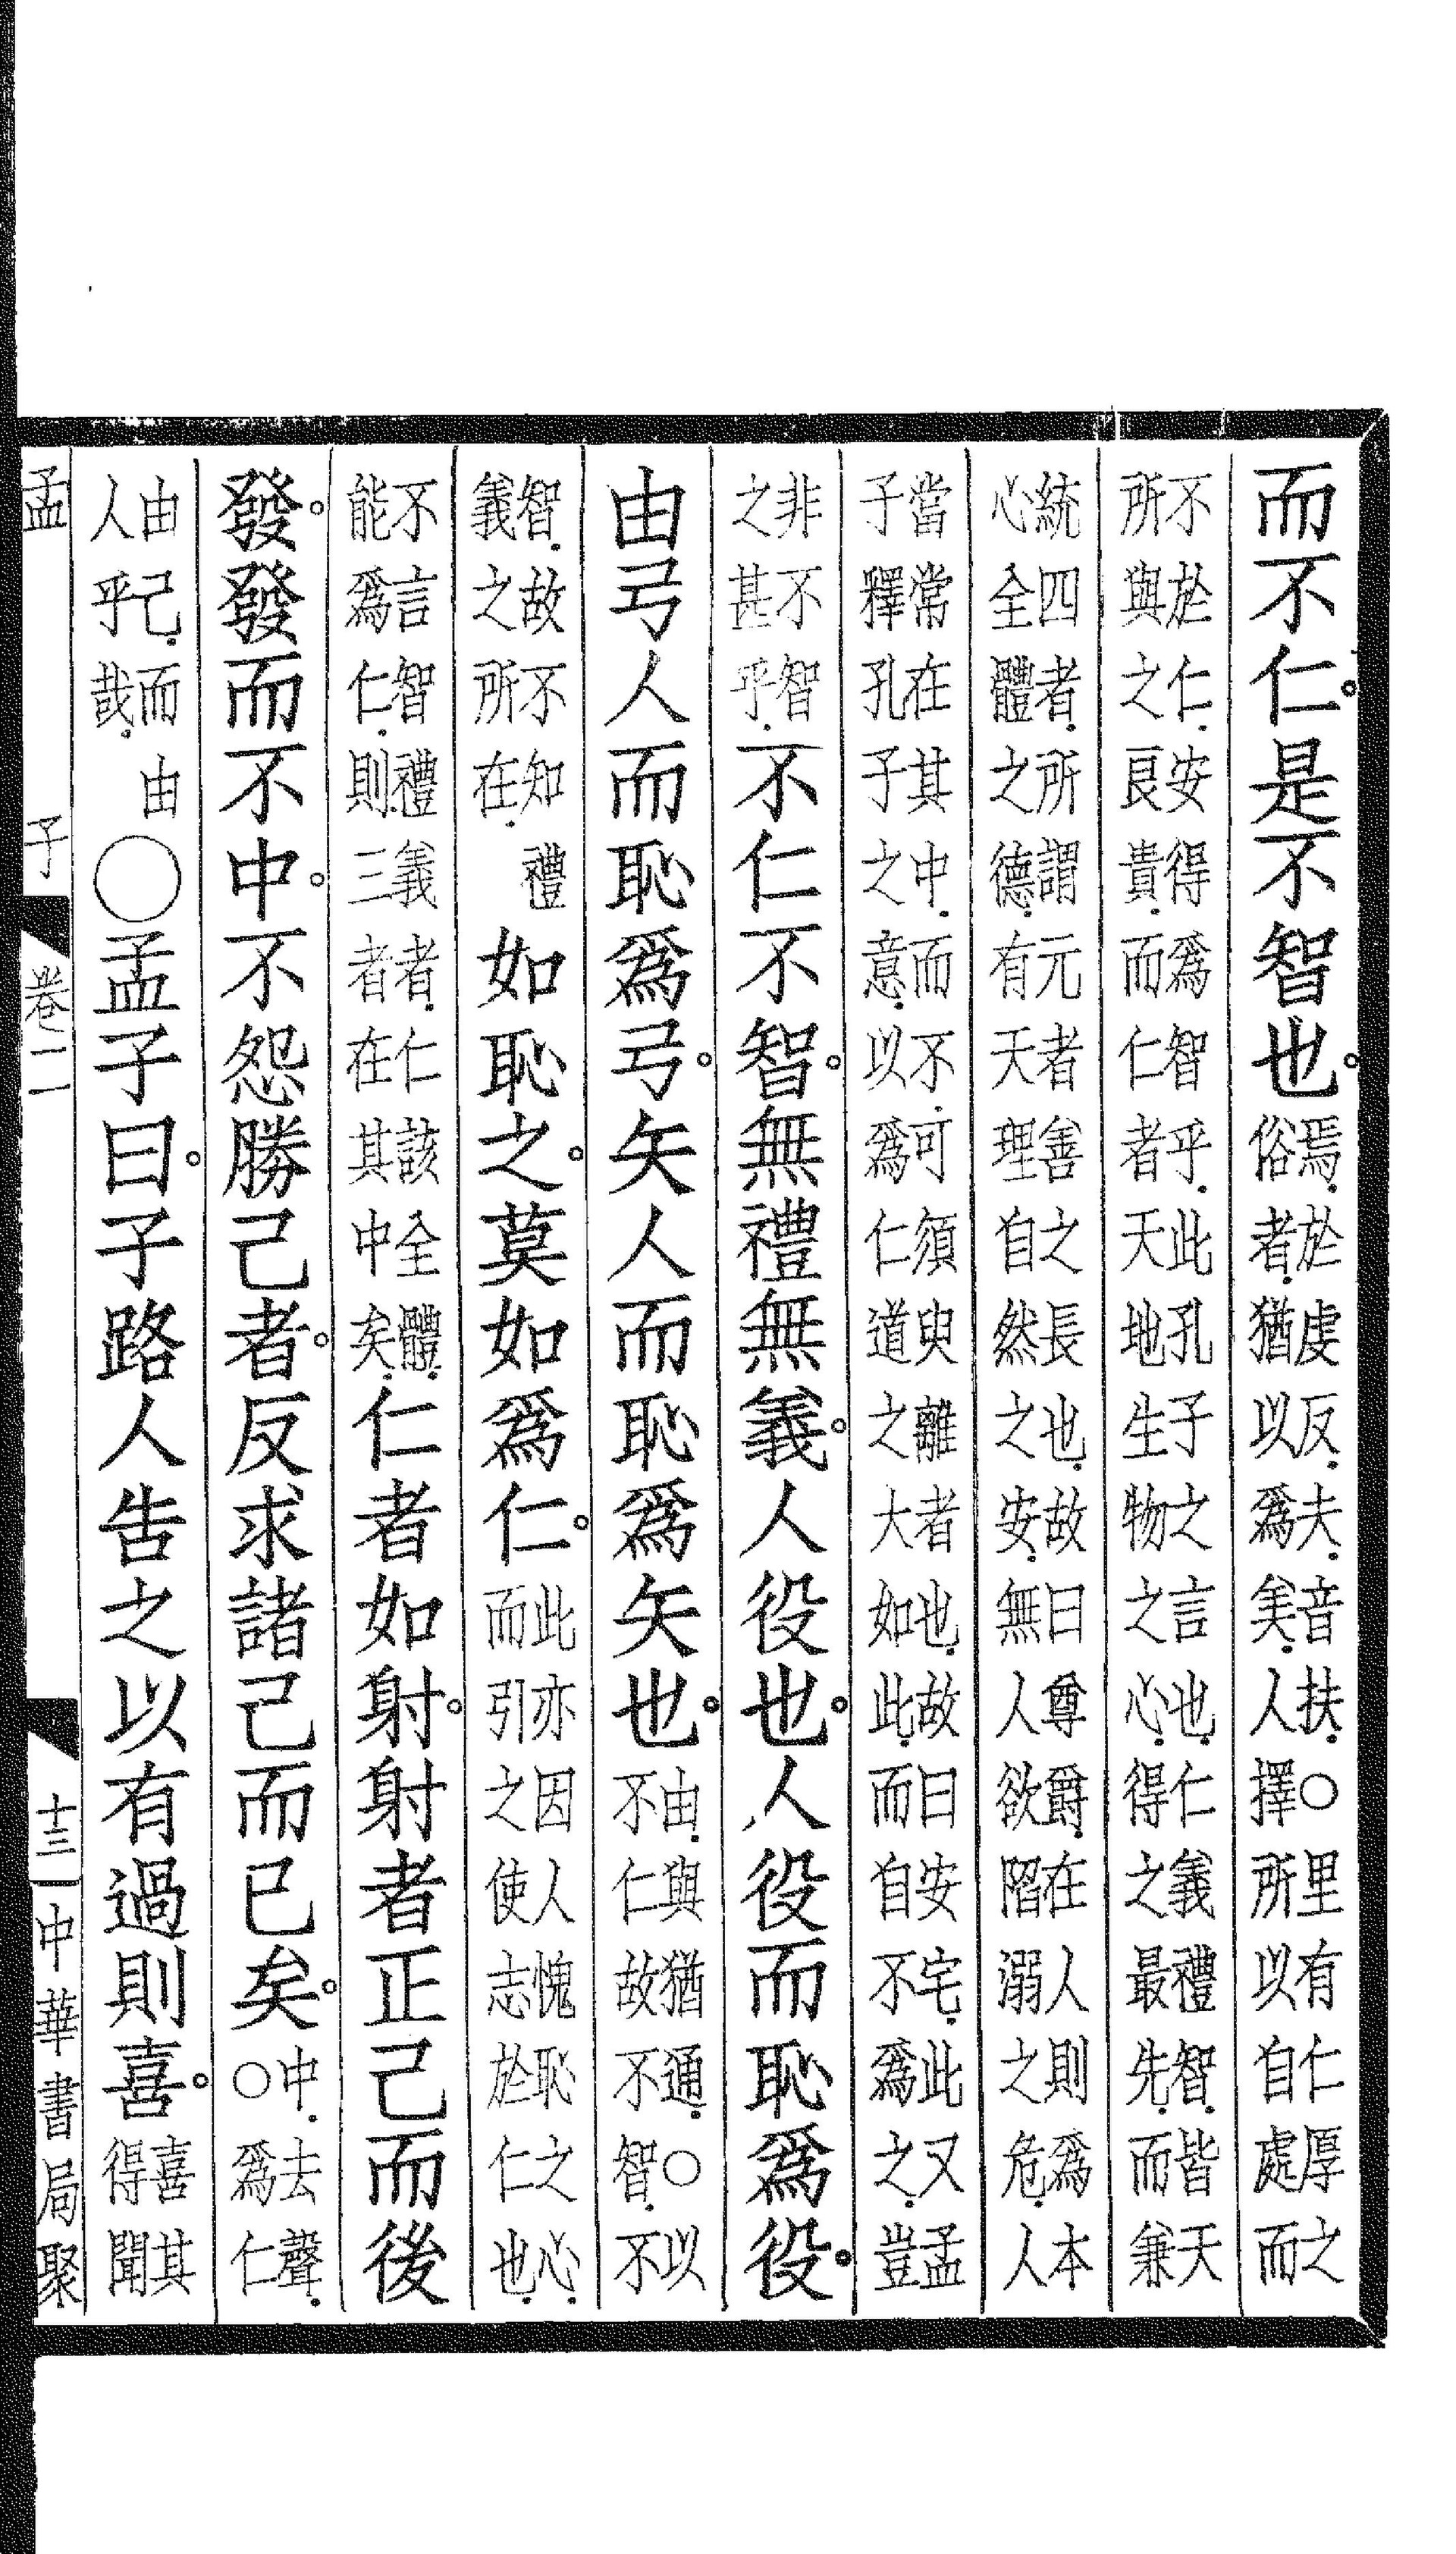 而不仁。是不智也。焉.於虔反.夫.音扶.○里有仁厚之俗者.猶以爲美.人擇所以自處而
不於仁.安得爲智乎.此孔子之言也.仁義禮智.皆天所與之良貴.而仁者天地生物之心.得之最先.而兼
統四者.所謂元者善之長也.故曰尊爵.在人則爲本心全體之德.有天理自然之安.無人欲陷溺之危.人
當常在其中.而不可須臾離者也.故曰安宅.此又孟子釋孔子之意.以爲仁道之大如此.而自不爲之.豈
非不智之甚乎.不仁不智。無禮無義。人役也。人役而恥爲役。
由弓人而恥爲弓。矢人而恥爲矢也。由.與猶通.○以不仁故不智.不
智.故不知禮義之所在.如恥之。莫如爲仁。此亦因人愧恥之心.而引之使志於仁也.
不言智禮義者.仁該全體.能爲仁.則三者在其中矣.仁者如射。射者正己而後
發。發而不中。不怨勝己者。反求諸己而已矣。中.去聲.○爲仁
由己.而由人乎哉.○孟子曰。子路人告之以有過則喜。喜其得聞
孟子 卷二 十三 中華書局聚